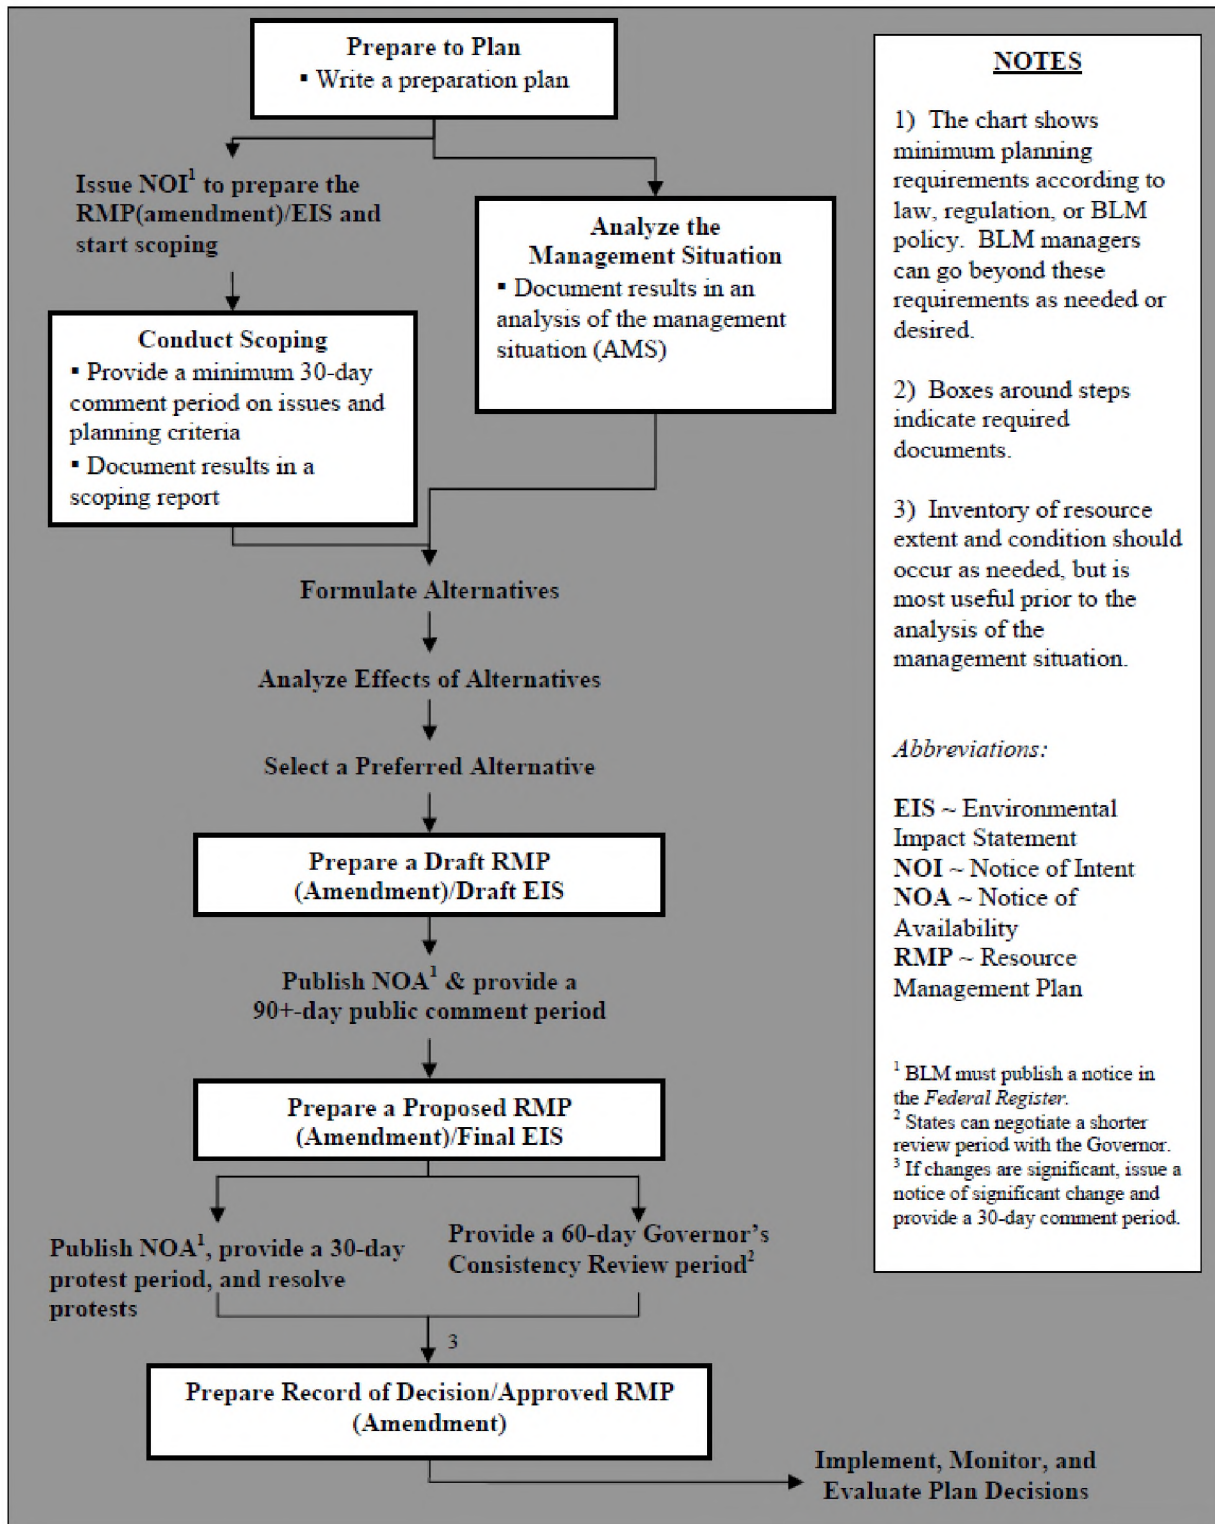 Prepare to Plan
▪ Write a preparation plan
Issue NOI¹ to prepare the
RMP(amendment)/EIS and
start scoping
Analyze the
Management Situation
▪ Document results in an
analysis of the management
situation (AMS)
Conduct Scoping
▪ Provide a minimum 30-day
comment period on issues and
planning criteria
▪ Document results in a
scoping report
Formulate Alternatives
Analyze Effects of Alternatives
Select a Preferred Alternative
Prepare a Draft RMP
(Amendment)/Draft EIS
Publish NOA¹ & provide a
90+-day public comment period
Prepare a Proposed RMP
(Amendment)/Final EIS
Publish NOA¹, provide a 30-day
protest period, and resolve
protests
Provide a 60-day Governor's
Consistency Review period²
3
Prepare Record of Decision/Approved RMP
(Amendment)
Implement, Monitor, and
Evaluate Plan Decisions
NOTES
1) The chart shows
minimum planning
requirements according to
law, regulation, or BLM
policy. BLM managers
can go beyond these
requirements as needed or
desired.
2) Boxes around steps
indicate required
documents.
3) Inventory of resource
extent and condition should
occur as needed, but is
most useful prior to the
analysis of the
management situation.
Abbreviations:
EIS ~ Environmental
Impact Statement
NOI ~ Notice of Intent
NOA ~ Notice of
Availability
RMP ~ Resource
Management Plan
¹ BLM must publish a notice in
the Federal Register.
² States can negotiate a shorter
review period with the Governor.
³ If changes are significant, issue a
notice of significant change and
provide a 30-day comment period.